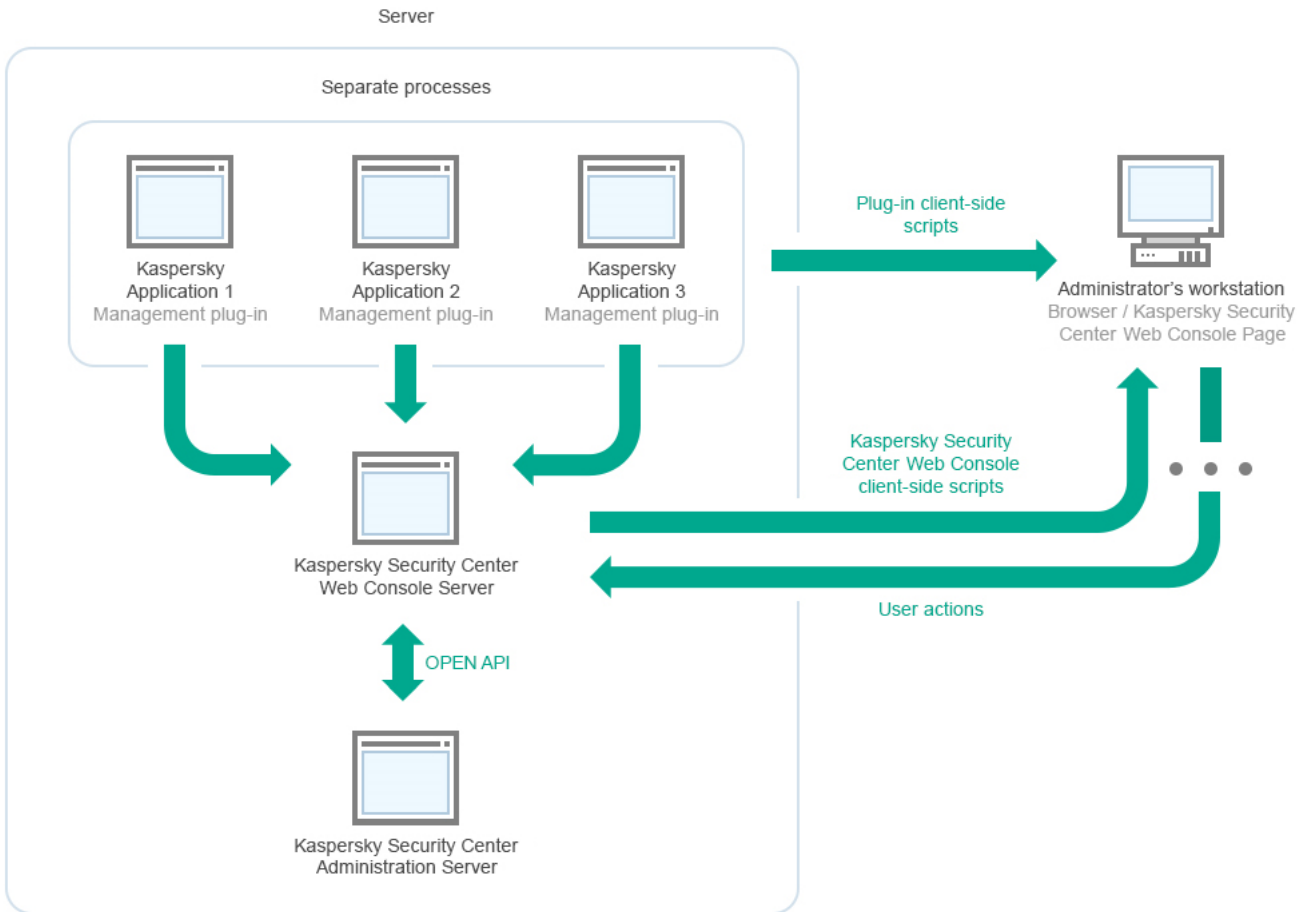 Server
Separate processes
Kaspersky
Application 1
Management plug-in
Kaspersky
Application 2
Management plug-in
Kaspersky
Application 3
Management plug-in
Plug-in client-side
scripts
Administrator's workstation
Browser / Kaspersky Security
Center Web Console Page
Kaspersky Security
Center Web Console
client-side scripts
Kaspersky Security Center
Web Console Server
User actions
OPEN API
Kaspersky Security Center
Administration Server